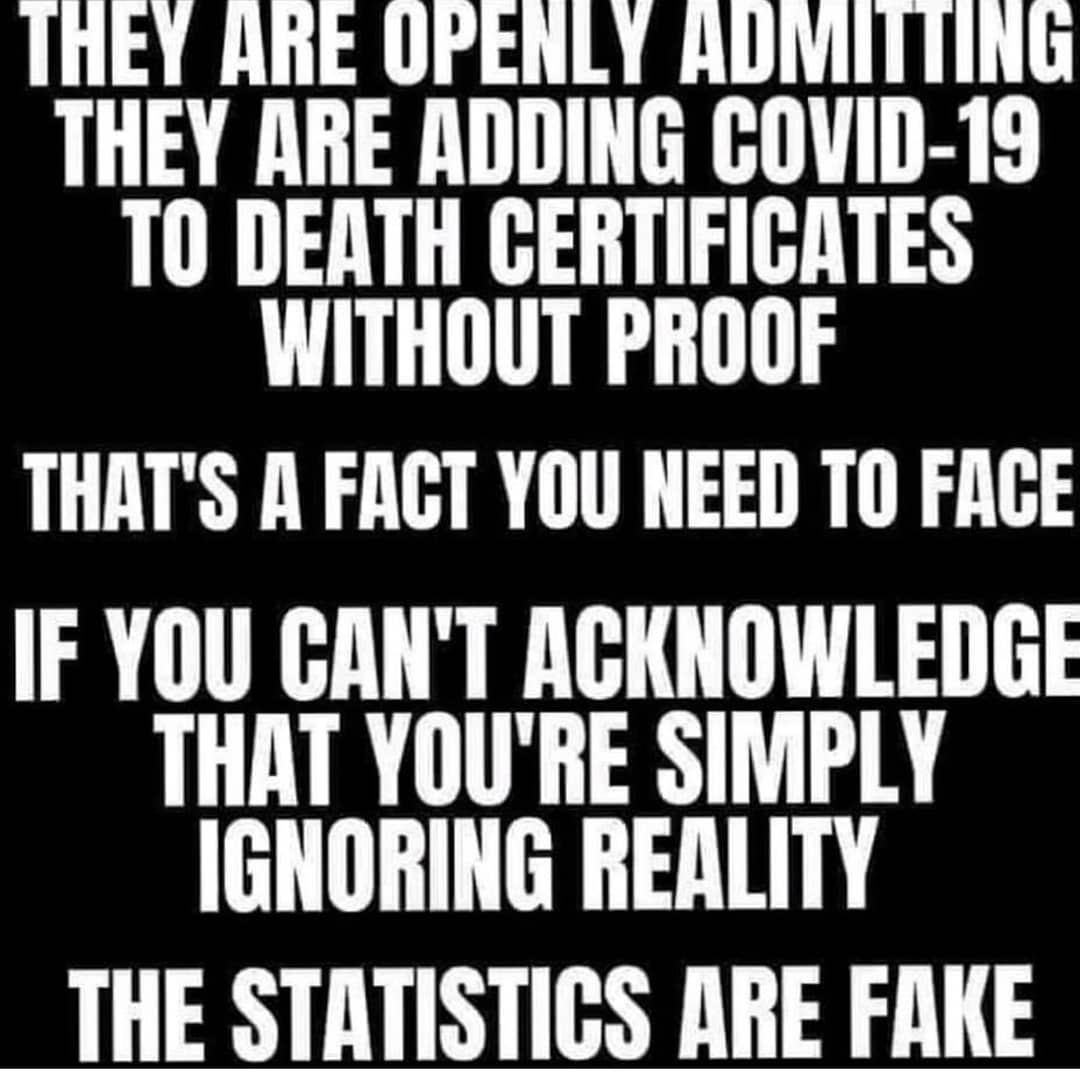 THEY ARE OPENLY ADMITTING
THEY ARE ADDING COVID-19
TO DEATH CERTIFICATES
WITHOUT PROOF
THAT'S A FACT YOU NEED TO FACE
IF YOU CAN'T ACKNOWLEDGE
THAT YOU'RE SIMPLY
IGNORING REALITY
THE STATISTICS ARE FAKE